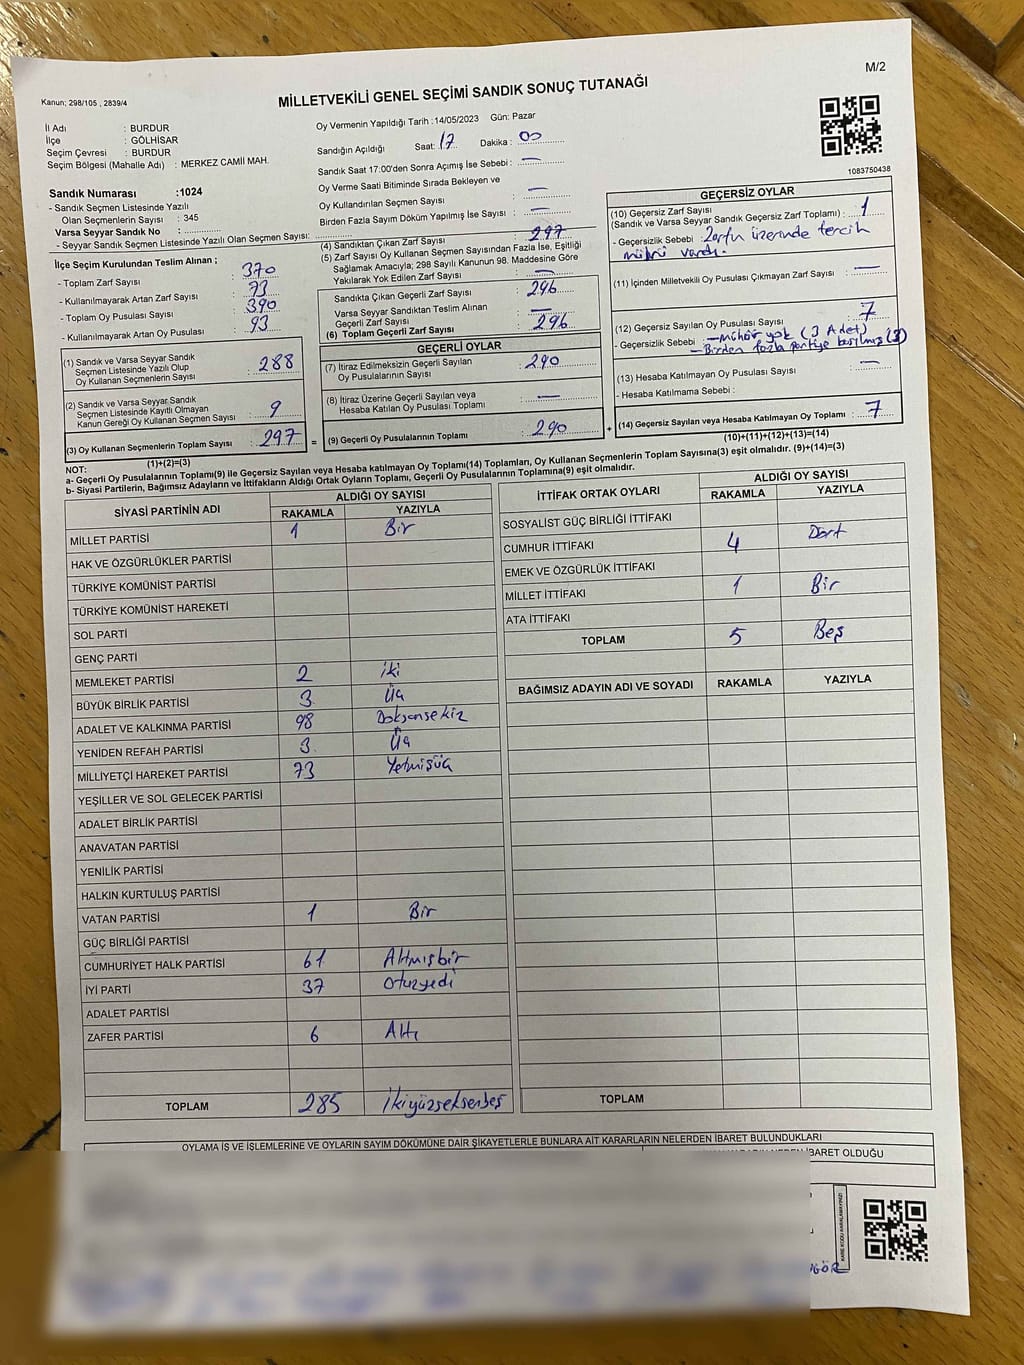 M/2
Kanun; 298/105 , 2839/4
MİLLETVEKİLİ GENEL SEÇİMİ SANDIK SONUÇ TUTANAĞI
İl Adı : BURDUR
İlçe : GÖLHİSAR
Seçim Çevresi : BURDUR
Seçim Bölgesi (Mahalle Adı) : MERKEZ CAMİİ MAH.
Oy Vermenin Yapıldığı Tarih :14/05/2023 Gün: Pazar
Sandığın Açıldığı Saat: 17 Dakika : 00
Sandık Saat 17:00'den Sonra Açımış İse Sebebi : —
Oy Verme Saati Bitiminde Sırada Bekleyen ve
Oy Kullandırılan Seçmen Sayısı : —
Birden Fazla Sayım Döküm Yapılmış İse Sayısı : —
1083750438
Sandık Numarası :1024
- Sandık Seçmen Listesinde Yazılı
Olan Seçmenlerin Sayısı : 345
Varsa Seyyar Sandık No :
- Seyyar Sandık Seçmen Listesinde Yazılı Olan Seçmen Sayısı:
İlçe Seçim Kurulundan Teslim Alınan ;
- Toplam Zarf Sayısı : 370
- Kullanılmayarak Artan Zarf Sayısı : 73
- Toplam Oy Pusulası Sayısı : 390
- Kullanılmayarak Artan Oy Pusulası : 93
(1) Sandık ve Varsa Seyyar Sandık
Seçmen Listesinde Yazılı Olup
Oy Kullanan Seçmenlerin Sayısı : 288
(2) Sandık ve Varsa Seyyar Sandık
Seçmen Listesinde Kayıtlı Olmayan
Kanun Gereği Oy Kullanan Seçmen Sayısı : 9
(3) Oy Kullanan Seçmenlerin Toplam Sayısı : 297 =
(1)+(2)=(3)
(4) Sandıktan Çıkan Zarf Sayısı : 297
(5) Zarf Sayısı Oy Kullanan Seçmen Sayısından Fazla İse, Eşitliği
Sağlamak Amacıyla; 298 Sayılı Kanunun 98. Maddesine Göre
Yakılarak Yok Edilen Zarf Sayısı : —
Sandıkta Çıkan Geçerli Zarf Sayısı : 296
Varsa Seyyar Sandıktan Teslim Alınan
Geçerli Zarf Sayısı : —
(6) Toplam Geçerli Zarf Sayısı : 296
GEÇERLİ OYLAR
(7) İtiraz Edilmeksizin Geçerli Sayılan
Oy Pusulalarının Sayısı : 290
(8) İtiraz Üzerine Geçerli Sayılan veya
Hesaba Katılan Oy Pusulası Toplamı : —
(9) Geçerli Oy Pusulalarının Toplamı : 290 +
GEÇERSİZ OYLAR
(10) Geçersiz Zarf Sayısı
(Sandık ve Varsa Seyyar Sandık Geçersiz Zarf Toplamı) : 1
- Geçersizlik Sebebi : Zarfın üzerinde tercih
mührü vardı.
(11) İçinden Milletvekili Oy Pusulası Çıkmayan Zarf Sayısı : —
(12) Geçersiz Sayılan Oy Pusulası Sayısı : 7
- Geçersizlik Sebebi : — Mühür yok (3 Adet)
— Birden fazla partiye basılmış (3)
(13) Hesaba Katılmayan Oy Pusulası Sayısı : —
- Hesaba Katılmama Sebebi :
(14) Geçersiz Sayılan veya Hesaba Katılmayan Oy Toplamı : 7
(10)+(11)+(12)+(13)=(14)
NOT:
a- Geçerli Oy Pusulalarının Toplamı(9) ile Geçersiz Sayılan veya Hesaba katılmayan Oy Toplamı(14) Toplamları, Oy Kullanan Seçmenlerin Toplam Sayısına(3) eşit olmalıdır. (9)+(14)=(3)
b- Siyasi Partilerin, Bağımsız Adayların ve İttifakların Aldığı Ortak Oyların Toplamı, Geçerli Oy Pusulalarının Toplamına(9) eşit olmalıdır.
SİYASİ PARTİNİN ADI ALDIĞI OY SAYISI
RAKAMLA YAZIYLA
MİLLET PARTİSİ 1 Bir
HAK VE ÖZGÜRLÜKLER PARTİSİ
TÜRKİYE KOMÜNİST PARTİSİ
TÜRKİYE KOMÜNİST HAREKETİ
SOL PARTİ
GENÇ PARTİ
MEMLEKET PARTİSİ 2 iki
BÜYÜK BİRLİK PARTİSİ 3 Üç
ADALET VE KALKINMA PARTİSİ 98 Doksansekiz
YENİDEN REFAH PARTİSİ 3 Üç
MİLLİYETÇİ HAREKET PARTİSİ 73 Yetmişüç
YEŞİLLER VE SOL GELECEK PARTİSİ
ADALET BİRLİK PARTİSİ
ANAVATAN PARTİSİ
YENİLİK PARTİSİ
HALKIN KURTULUŞ PARTİSİ
VATAN PARTİSİ 1 Bir
GÜÇ BİRLİĞİ PARTİSİ
CUMHURİYET HALK PARTİSİ 61 Altmışbir
İYİ PARTİ 37 otuzyedi
ADALET PARTİSİ
ZAFER PARTİSİ 6 Altı
TOPLAM 285 ikiyüzseksenbeş
İTTİFAK ORTAK OYLARI ALDIĞI OY SAYISI
RAKAMLA YAZIYLA
SOSYALİST GÜÇ BİRLİĞİ İTTİFAKI
CUMHUR İTTİFAKI 4 Dört
EMEK VE ÖZGÜRLÜK İTTİFAKI
MİLLET İTTİFAKI 1 Bir
ATA İTTİFAKI
TOPLAM 5 Beş
BAĞIMSIZ ADAYIN ADI VE SOYADI RAKAMLA YAZIYLA
TOPLAM
OYLAMA İŞ VE İŞLEMLERİNE VE OYLARIN SAYIM DÖKÜMÜNE DAİR ŞİKAYETLERLE BUNLARA AİT KARARLARIN NELERDEN İBARET BULUNDUKLARI
İBARET OLDUĞU